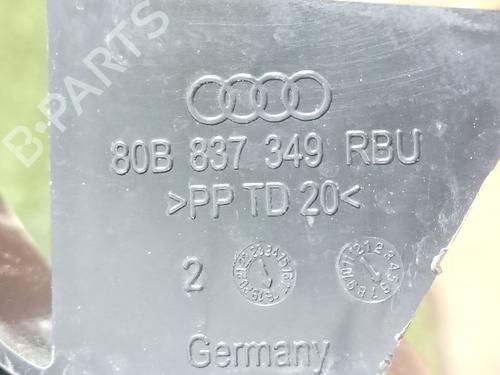 B-PARTS
80B 837 349 RBU
>PP TD 20<
2
Germany